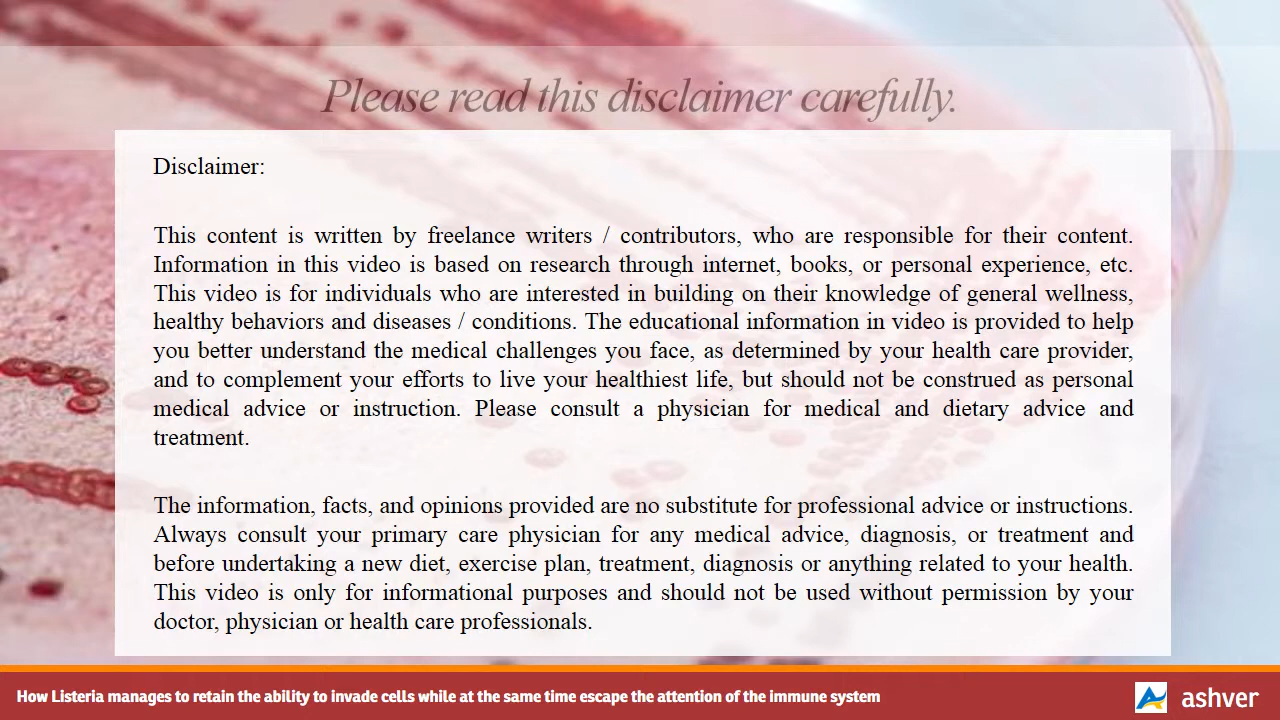 Please read this disclaimer carefully.
Disclaimer:
This content is written by freelance writers / contributors, who are responsible for their content.
Information in this video is based on research through internet, books, or personal experience, etc.
This video is for individuals who are interested in building on their knowledge of general wellness,
healthy behaviors and diseases / conditions. The educational information in video is provided to help
you better understand the medical challenges you face, as determined by your health care provider,
and to complement your efforts to live your healthiest life, but should not be construed as personal
medical advice or instruction. Please consult a physician for medical and dietary advice and
treatment.
The information, facts, and opinions provided are no substitute for professional advice or instructions.
Always consult your primary care physician for any medical advice, diagnosis, or treatment and
before undertaking a new diet, exercise plan, treatment, diagnosis or anything related to your health.
This video is only for informational purposes and should not be used without permission by your
doctor, physician or health care professionals.
How Listeria manages to retain the ability to invade cells while at the same time escape the attention of the immune system
ashver